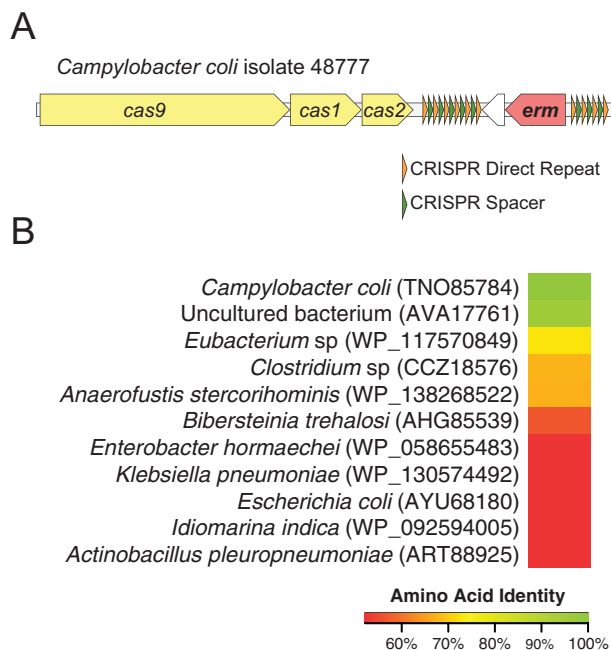 A
Campylobacter coli isolate 48777
cas9 cas1 cas2 erm
CRISPR Direct Repeat
CRISPR Spacer
B
Campylobacter coli (TNO85784)
Uncultured bacterium (AVA17761)
Eubacterium sp (WP_117570849)
Clostridium sp (CCZ18576)
Anaerofustis stercorihominis (WP_138268522)
Bibersteinia trehalosi (AHG85539)
Enterobacter hormaechei (WP_058655483)
Klebsiella pneumoniae (WP_130574492)
Escherichia coli (AYU68180)
Idiomarina indica (WP_092594005)
Actinobacillus pleuropneumoniae (ART88925)
Amino Acid Identity
60% 70% 80% 90% 100%